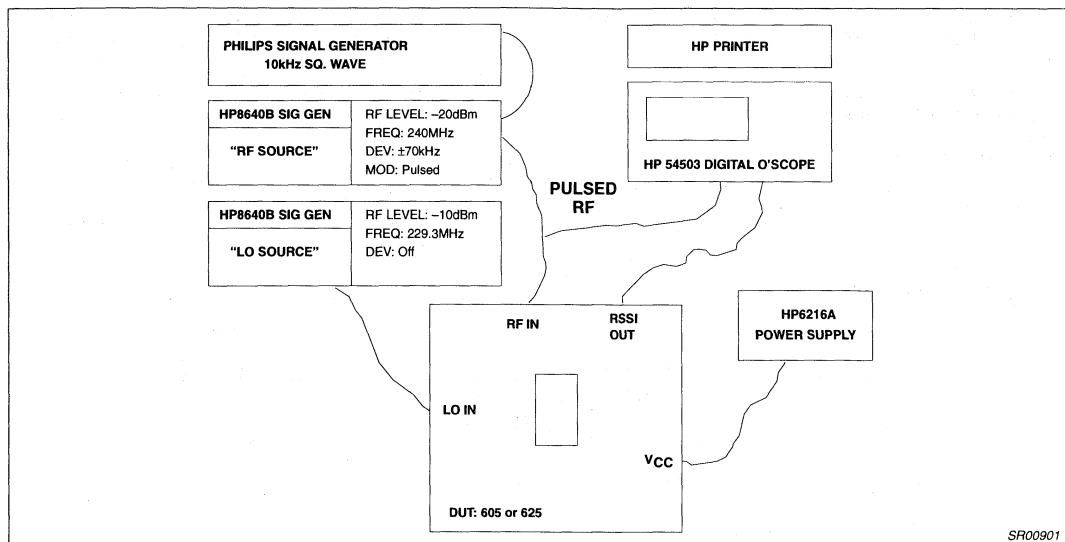 PHILIPS SIGNAL GENERATOR
10kHz SQ. WAVE
HP PRINTER
HP8640B SIG GEN
"RF SOURCE"
RF LEVEL: –20dBm
FREQ: 240MHz
DEV: ±70kHz
MOD: Pulsed
HP 54503 DIGITAL O'SCOPE
PULSED
RF
HP8640B SIG GEN
"LO SOURCE"
RF LEVEL: –10dBm
FREQ: 229.3MHz
DEV: Off
RF IN
RSSI
OUT
HP6216A
POWER SUPPLY
LO IN
VCC
DUT: 605 or 625
SR00901